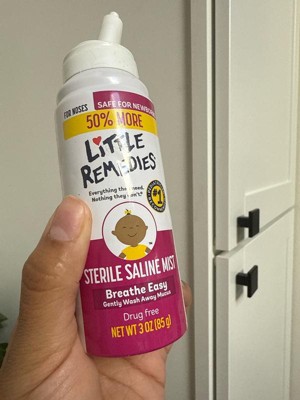 FOR NOSES
SAFE FOR NEWBORNS
50% MORE
LiTTLE
REMEDiES
Everything they need.
Nothing they don't.
#1
STERILE SALINE MIST
Breathe Easy
Gently Wash Away Mucus
Drug free
NET WT 3 OZ (85 g)